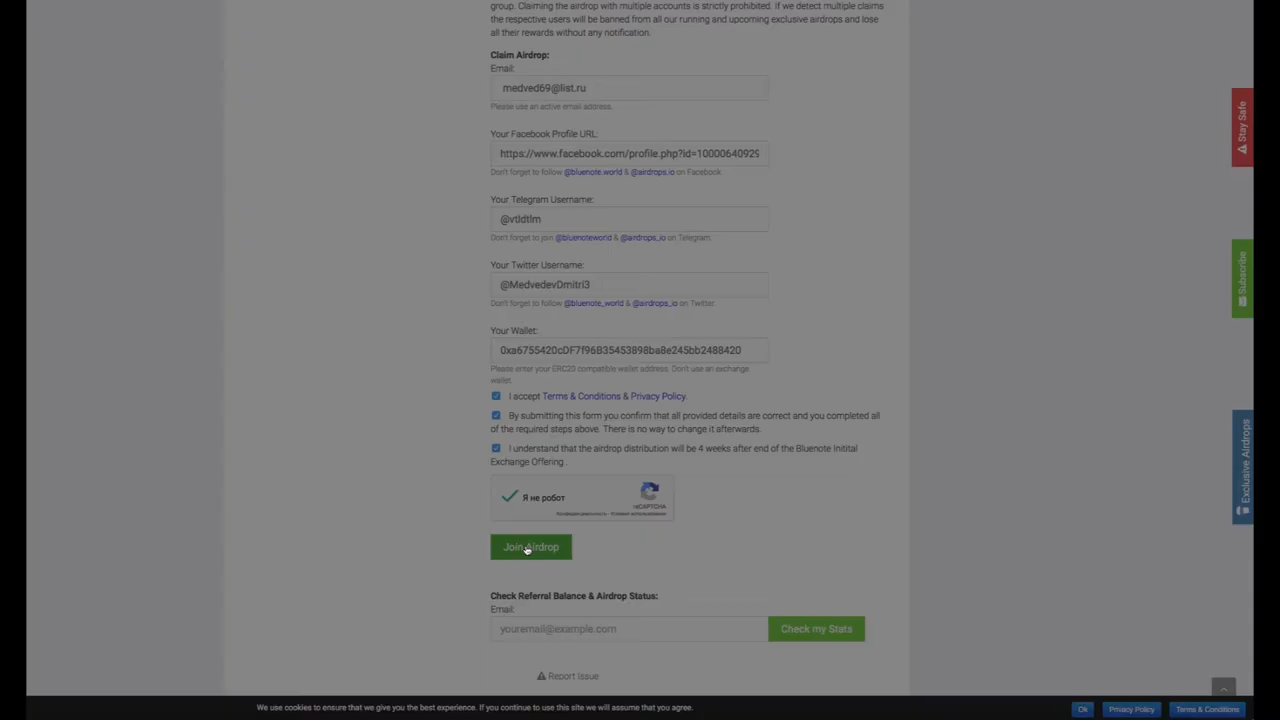 group. Claiming the airdrop with multiple accounts is strictly prohibited. If we detect multiple claims
the respective users will be banned from all our running and upcoming exclusive airdrops and lose
all their rewards without any notification.
Claim Airdrop:
Email:
medved69@list.ru
Please use an active email address.
Your Facebook Profile URL:
https://www.facebook.com/profile.php?id=10000640929
Don't forget to follow @bluenote.world & @airdrops.io on Facebook.
Your Telegram Username:
@vtldtlm
Don't forget to join @bluenoteworld & @airdrops_io on Telegram.
Your Twitter Username:
@MedvedevDmitri3
Don't forget to follow @bluenote_world & @airdrops_io on Twitter.
Your Wallet:
0xa6755420cDF7f96B35453898ba8e245bb2488420
Please enter your ERC20 compatible wallet address. Don't use an exchange
wallet.
I accept Terms & Conditions & Privacy Policy.
By submitting this form you confirm that all provided details are correct and you completed all
of the required steps above. There is no way to change it afterwards.
I understand that the airdrop distribution will be 4 weeks after end of the Bluenote Initital
Exchange Offering .
Я не робот
reCAPTCHA
Конфиденциальность - Условия использования
Join Airdrop
Check Referral Balance & Airdrop Status:
Email:
youremail@example.com
Check my Stats
Report issue
Stay Safe
Subscribe
Exclusive Airdrops
We use cookies to ensure that we give you the best experience. If you continue to use this site we will assume that you agree.
Ok
Privacy Policy
Terms & Conditions